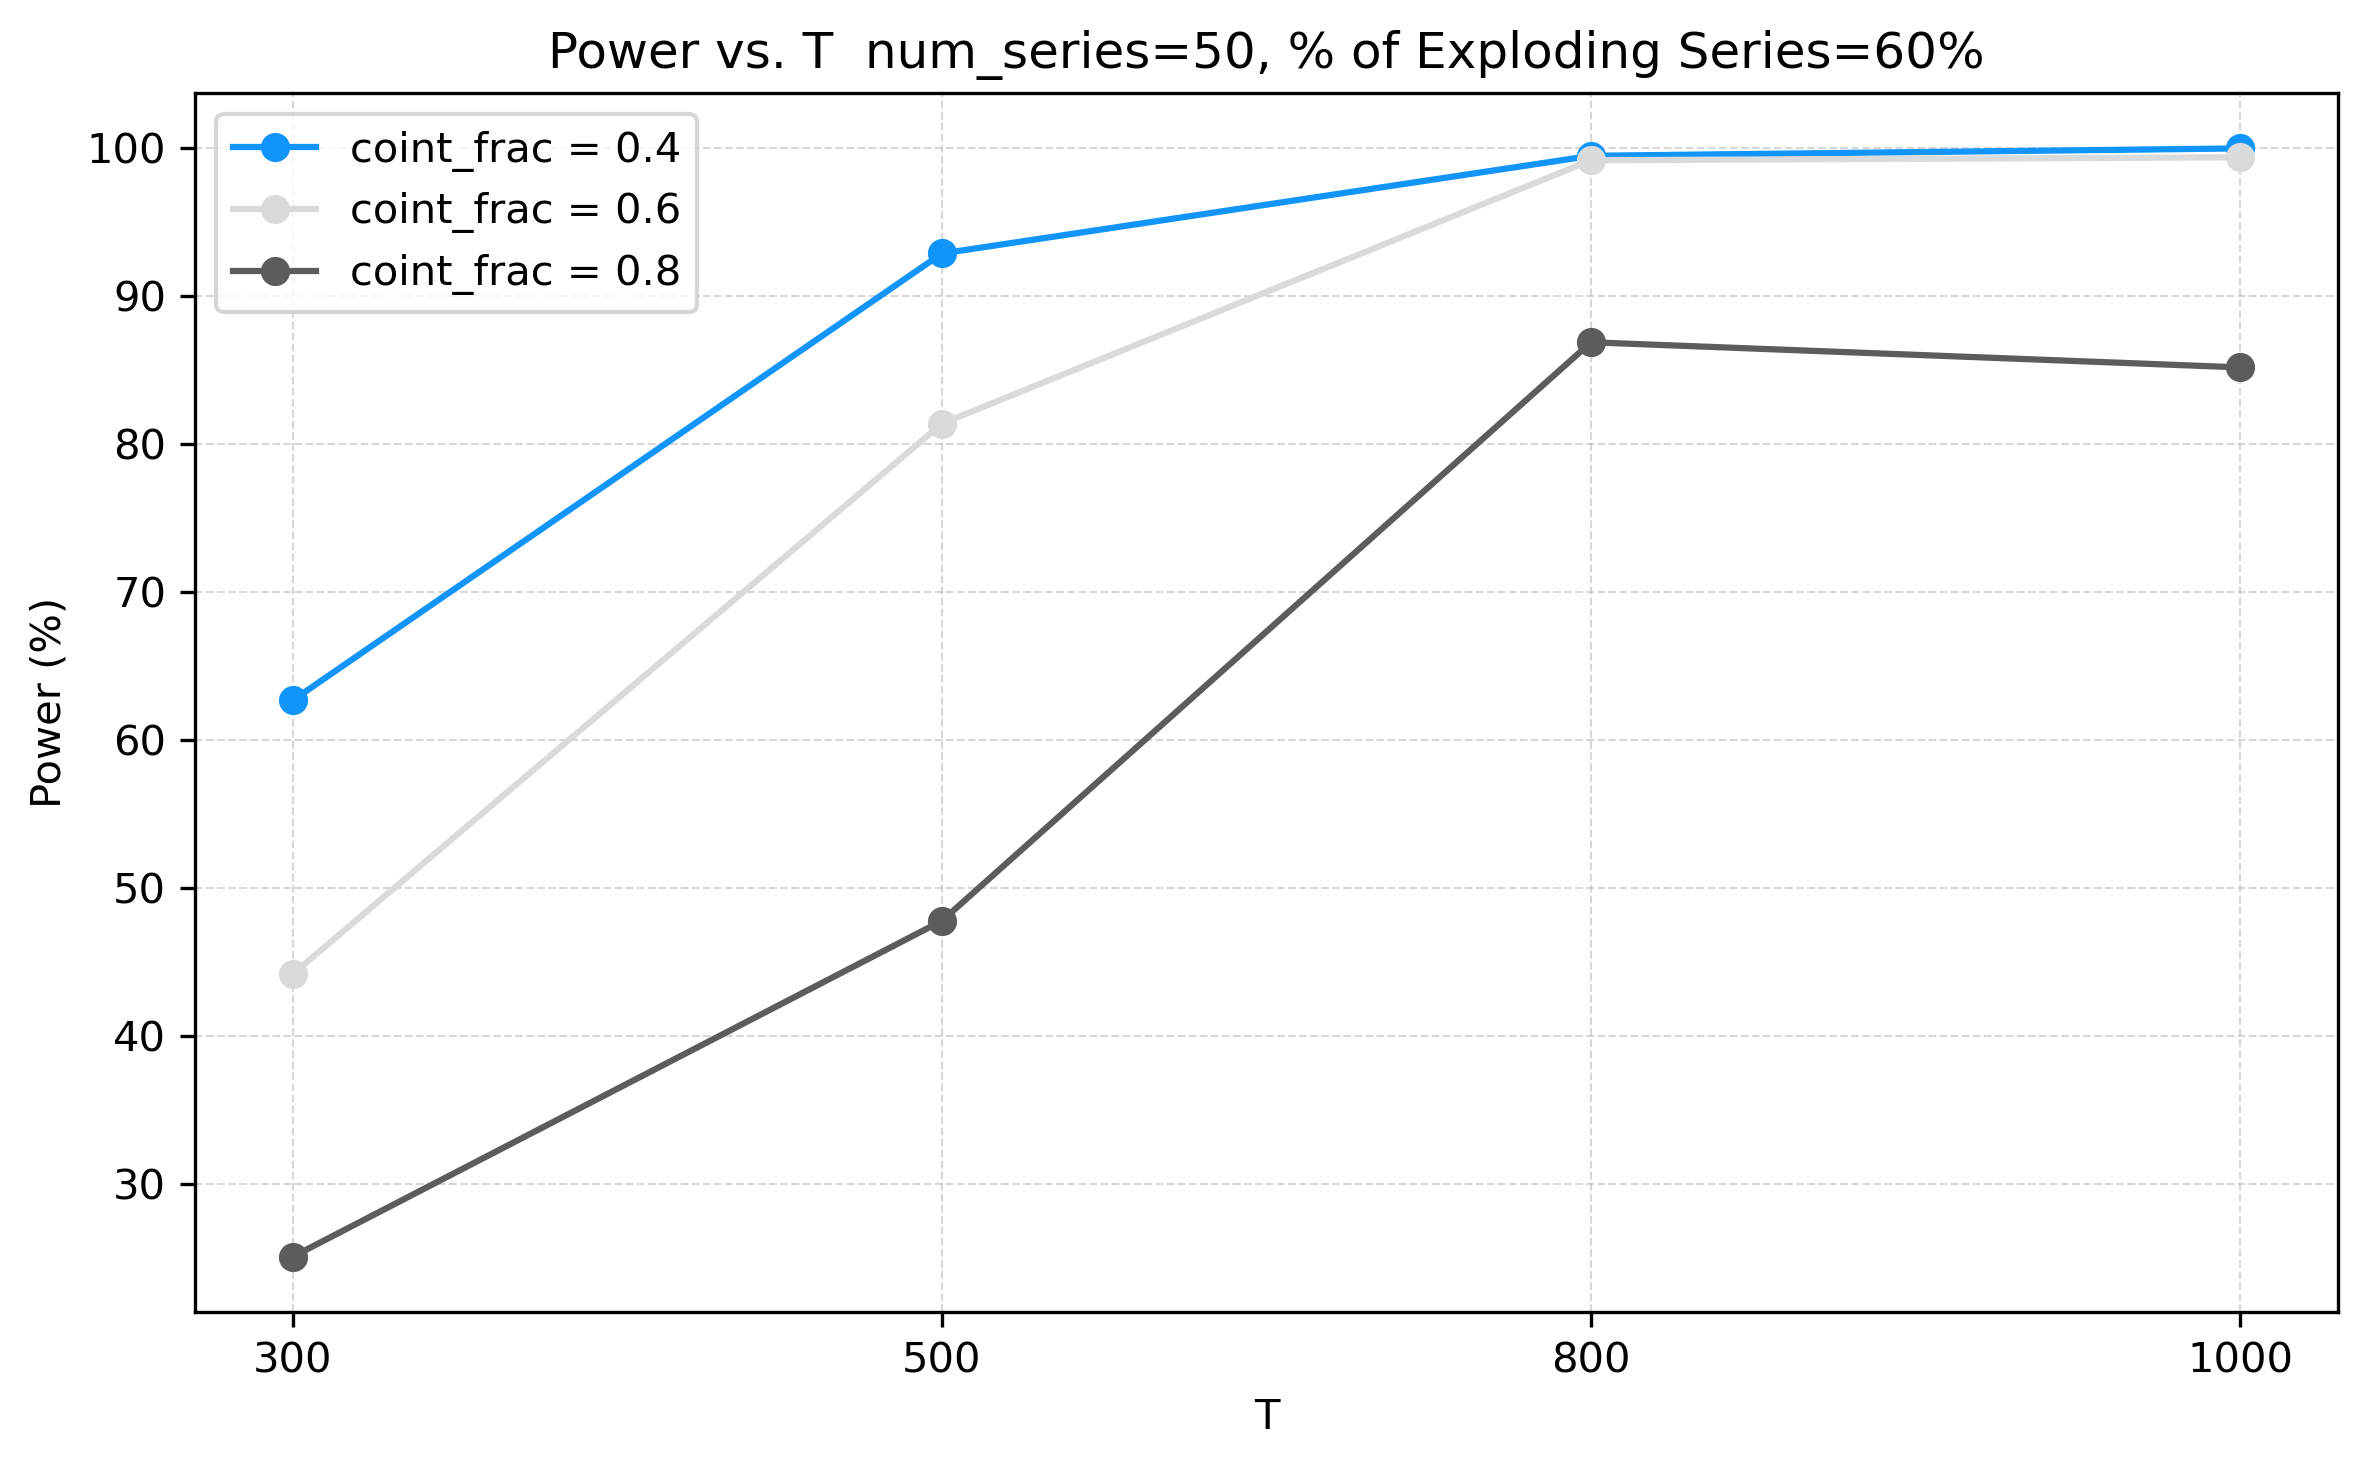 Power vs. T  num_series=50, % of Exploding Series=60%
coint_frac = 0.4
coint_frac = 0.6
coint_frac = 0.8
Power (%)
100
90
80
70
60
50
40
30
300 500 800 1000
T